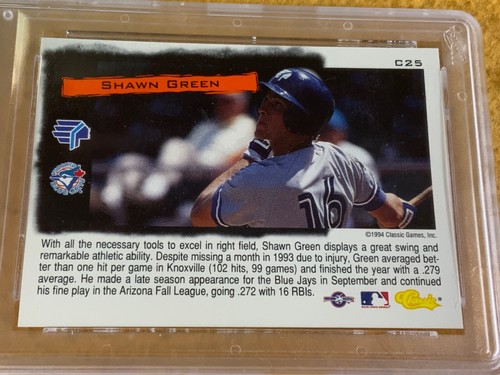 C25
SHAWN GREEN
16
©1994 Classic Games, Inc.
With all the necessary tools to excel in right field, Shawn Green displays a great swing and
remarkable athletic ability. Despite missing a month in 1993 due to injury, Green averaged bet-
ter than one hit per game in Knoxville (102 hits, 99 games) and finished the year with a .279
average. He made a late season appearance for the Blue Jays in September and continued
his fine play in the Arizona Fall League, going .272 with 16 RBIs.
Classic